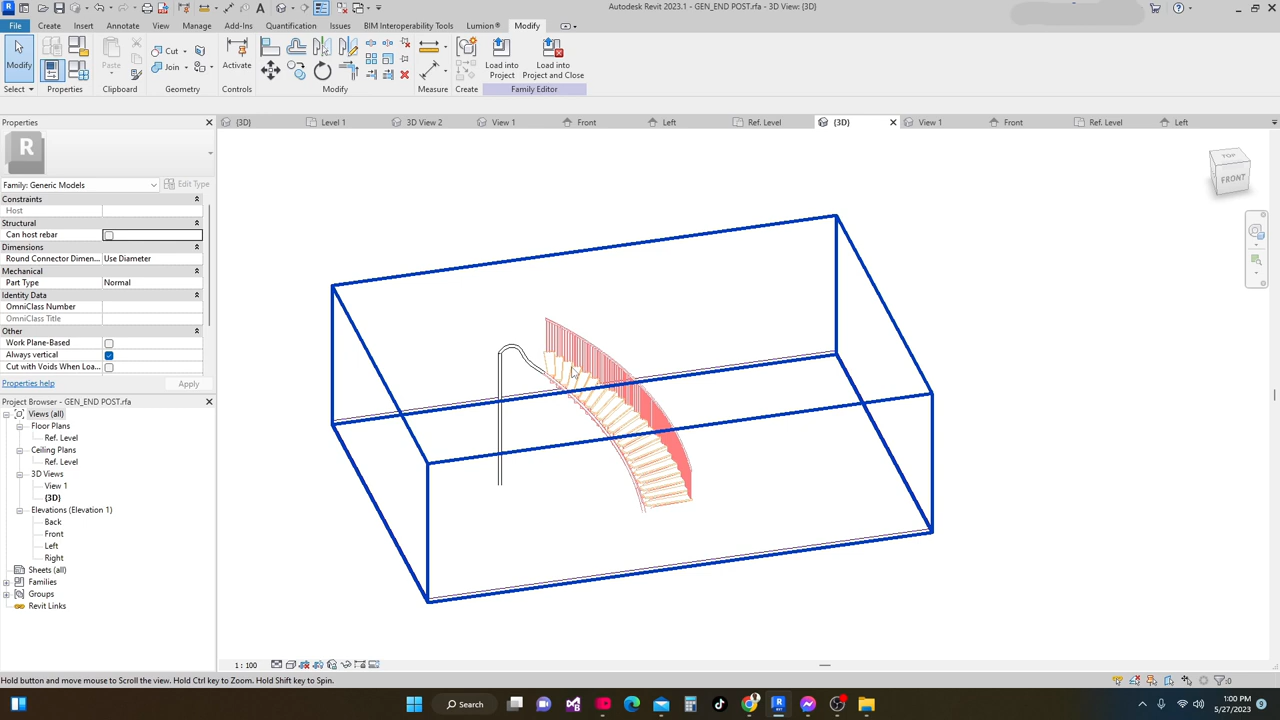 Autodesk Revit 2023.1 - GEN_END POST.rfa - 3D View: {3D}
File Create Insert Annotate View Manage Add-Ins Quantification Issues BIM Interoperability Tools Lumion® Modify
Modify
Paste
Cut
Join
Activate
Load into Project
Load into Project and Close
Select Properties Clipboard Geometry Controls Modify Measure Create Family Editor
Properties
{3D} Level 1 3D View 2 View 1 Front Left Ref. Level {3D} View 1 Front Ref. Level Left
R
Family: Generic Models Edit Type
Constraints
Host
Structural
Can host rebar
Dimensions
Round Connector Dimen... Use Diameter
Mechanical
Part Type Normal
Identity Data
OmniClass Number
OmniClass Title
Other
Work Plane-Based
Always vertical
Cut with Voids When Loa...
Properties help Apply
Project Browser - GEN_END POST.rfa
Views (all)
Floor Plans
Ref. Level
Ceiling Plans
Ref. Level
3D Views
View 1
{3D}
Elevations (Elevation 1)
Back
Front
Left
Right
Sheets (all)
Families
Groups
Revit Links
TOP
FRONT
1 : 100
Hold button and move mouse to Scroll the view. Hold Ctrl key to Zoom. Hold Shift key to Spin.
:0
Search
1:00 PM
5/27/2023